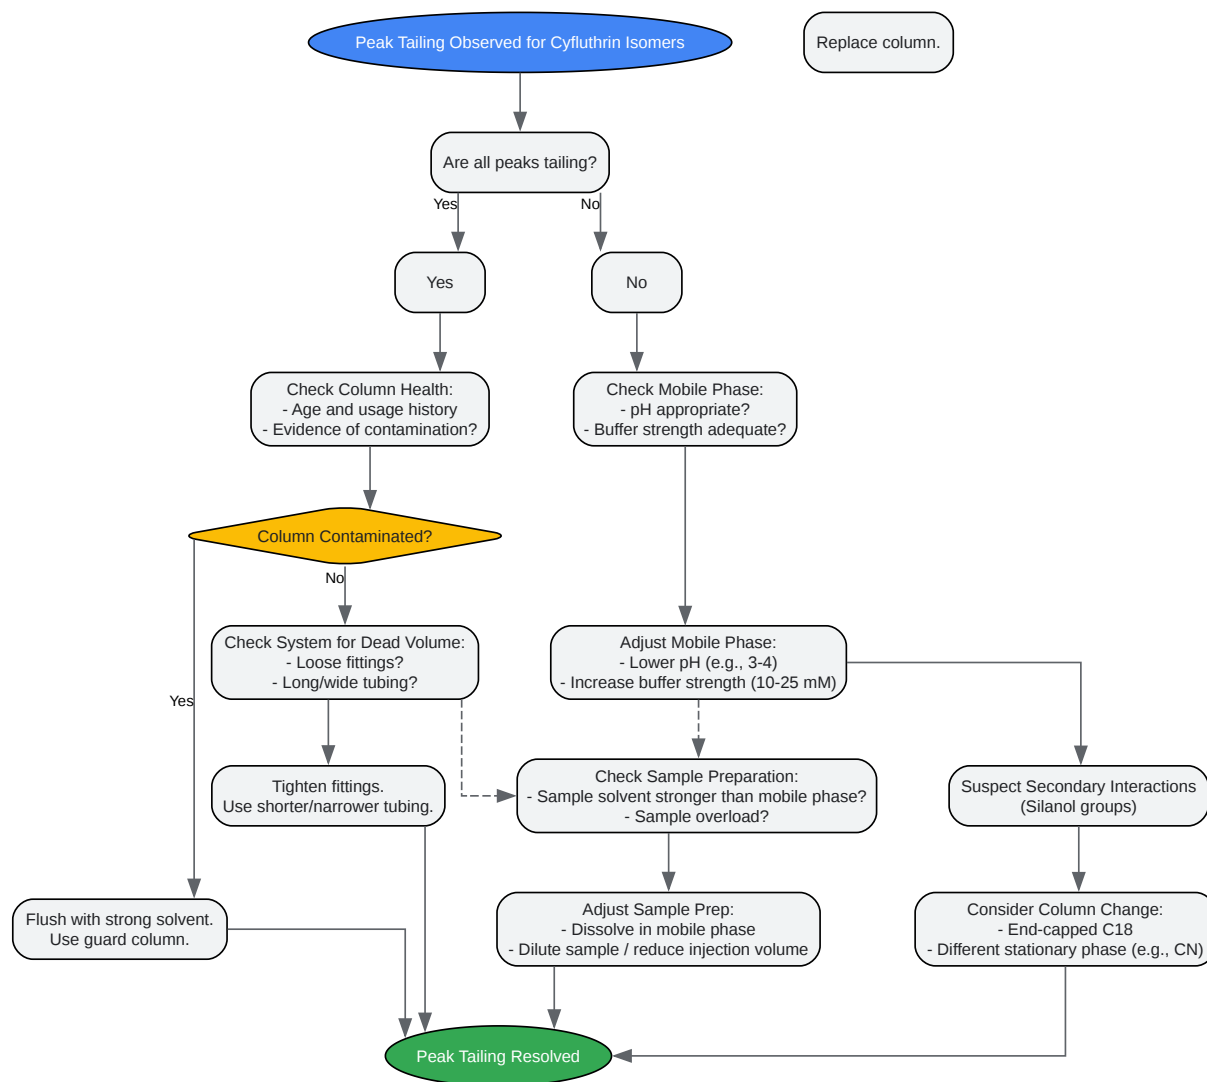 Peak Tailing Observed for Cyfluthrin Isomers
Replace column.
Are all peaks tailing?
Yes
No
Yes
No
Check Column Health:
- Age and usage history
- Evidence of contamination?
Check Mobile Phase:
- pH appropriate?
- Buffer strength adequate?
Column Contaminated?
No
Yes
Check System for Dead Volume:
- Loose fittings?
- Long/wide tubing?
Adjust Mobile Phase:
- Lower pH (e.g., 3-4)
- Increase buffer strength (10-25 mM)
Tighten fittings.
Use shorter/narrower tubing.
Check Sample Preparation:
- Sample solvent stronger than mobile phase?
- Sample overload?
Suspect Secondary Interactions
(Silanol groups)
Flush with strong solvent.
Use guard column.
Adjust Sample Prep:
- Dissolve in mobile phase
- Dilute sample / reduce injection volume
Consider Column Change:
- End-capped C18
- Different stationary phase (e.g., CN)
Peak Tailing Resolved